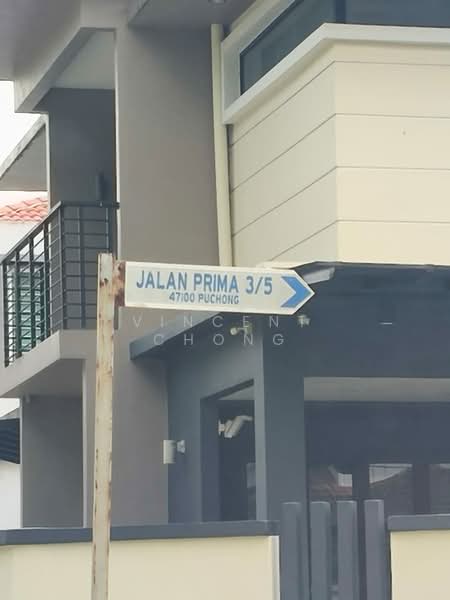 JALAN PRIMA 3/5
47100 PUCHONG
VINCENT
CHONG